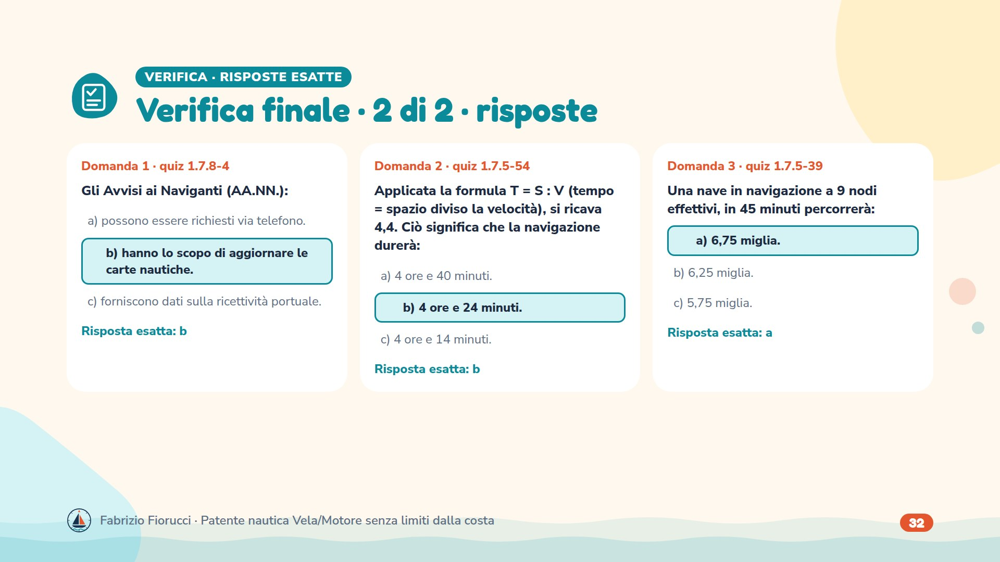 VERIFICA · RISPOSTE ESATTE
Verifica finale · 2 di 2 · risposte
Domanda 1 · quiz 1.7.8-4
Gli Avvisi ai Naviganti (AA.NN.):
a) possono essere richiesti via telefono.
b) hanno lo scopo di aggiornare le
carte nautiche.
c) forniscono dati sulla ricettività portuale.
Risposta esatta: b
Domanda 2 · quiz 1.7.5-54
Applicata la formula T = S : V (tempo
= spazio diviso la velocità), si ricava
4,4. Ciò significa che la navigazione
durerà:
a) 4 ore e 40 minuti.
b) 4 ore e 24 minuti.
c) 4 ore e 14 minuti.
Risposta esatta: b
Domanda 3 · quiz 1.7.5-39
Una nave in navigazione a 9 nodi
effettivi, in 45 minuti percorrerà:
a) 6,75 miglia.
b) 6,25 miglia.
c) 5,75 miglia.
Risposta esatta: a
Fabrizio Fiorucci · Patente nautica Vela/Motore senza limiti dalla costa
32